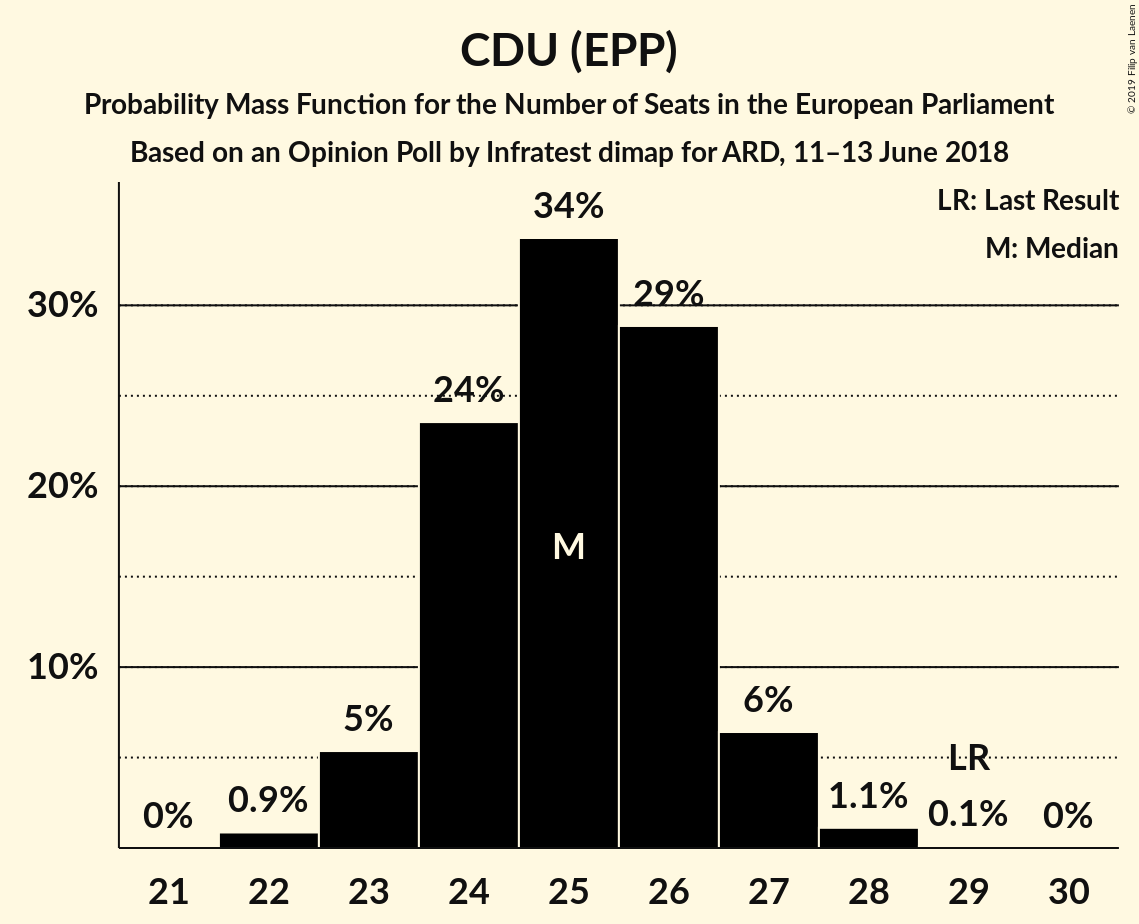 CDU (EPP)
Probability Mass Function for the Number of Seats in the European Parliament
Based on an Opinion Poll by Infratest dimap for ARD, 11–13 June 2018
© 2019 Filip van Laenen
LR: Last Result
M: Median
30%
20%
10%
0%
0.9%
5%
24%
34%
M
29%
6%
1.1%
LR
0.1%
0%
21 22 23 24 25 26 27 28 29 30